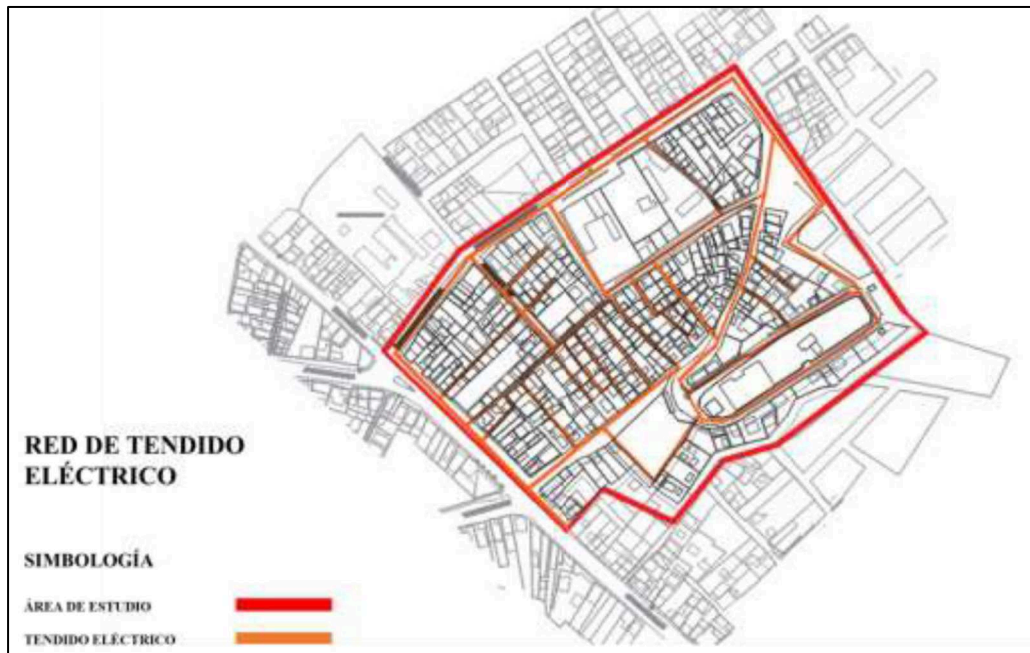 RED DE TENDIDO
ELÉCTRICO
SIMBOLOGÍA
ÁREA DE ESTUDIO
TENDIDO ELÉCTRICO